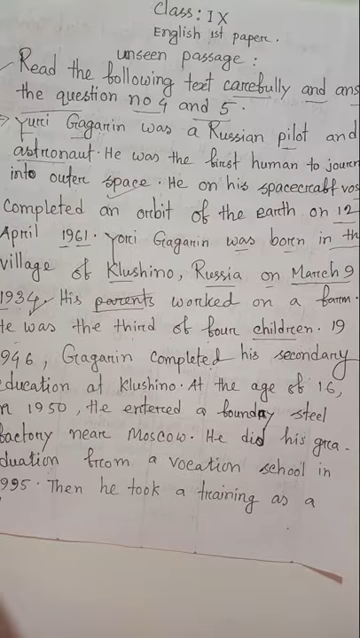 Class: IX
English 1st paper.
unseen passage:
Read the following text carefully and ans
the question no 4 and 5.
Yuri Gagarin was a Russian pilot and
astronaut. He was the first human to journ
into outer space. He on his spacecraft vos
Completed an orbit of the earth on 12
April 1961. Yori Gagarin was born in th
village of Klushino, Russia on March 9
1934. His parents worked on a farm.
He was the third of four children. 19
946, Gagarin completed his secondary
education at Klushino. At the age of 16,
n 1950, He entered a founday steel
factory near Moscow. He did his gra-
duation from a vocation school in
995. Then he took a training as a